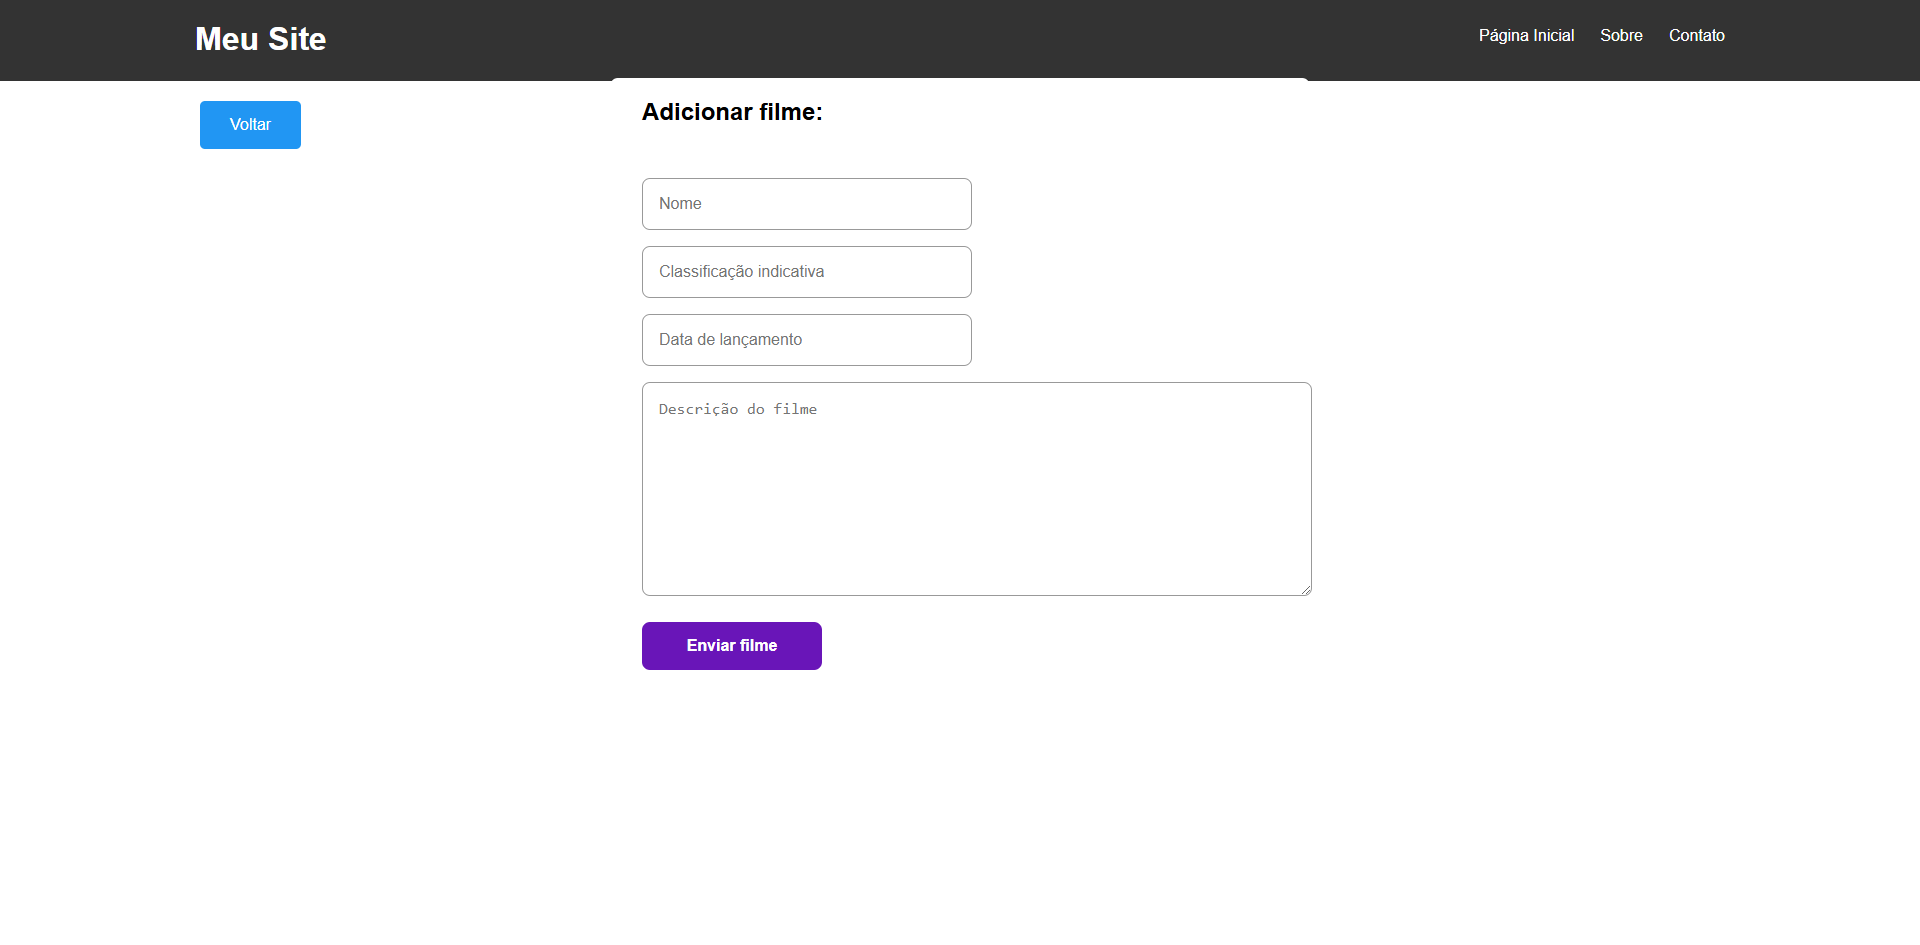 Meu Site
Página Inicial Sobre Contato
Voltar
Adicionar filme:
Nome
Classificação indicativa
Data de lançamento
Descrição do filme
Enviar filme